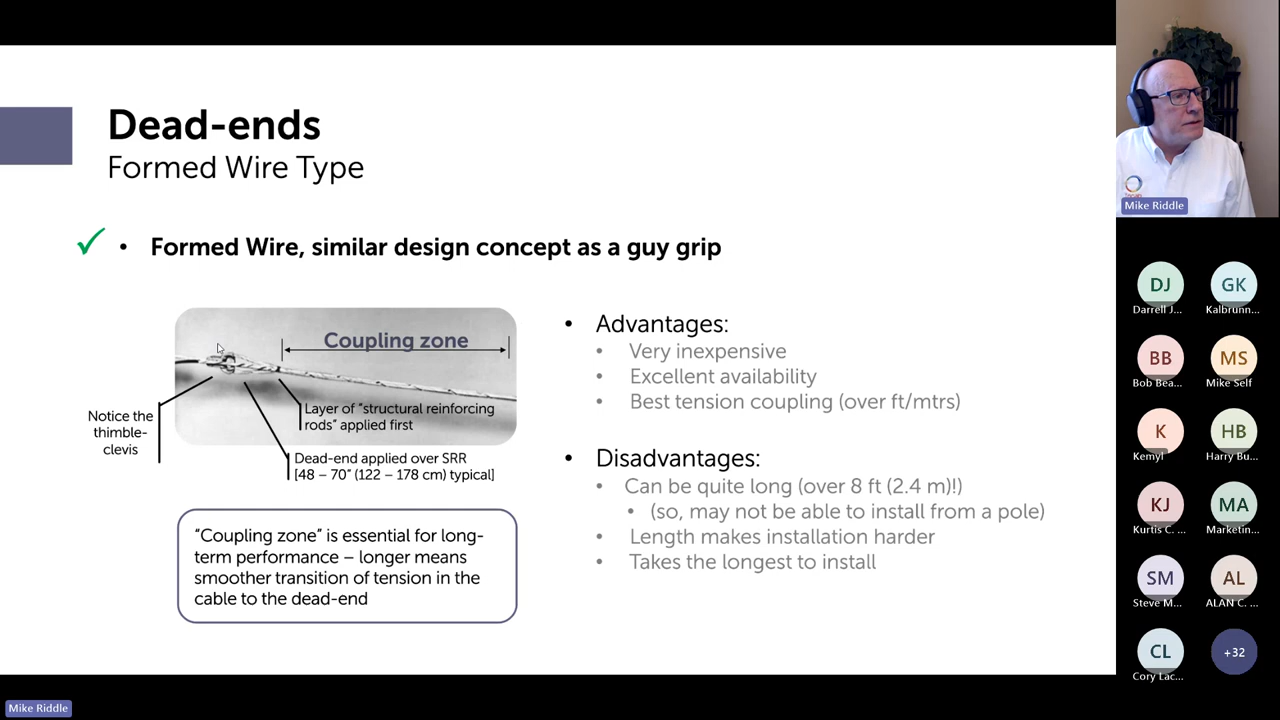 Dead-ends
Formed Wire Type
• Formed Wire, similar design concept as a guy grip
Coupling zone
Notice the
thimble-
clevis
Layer of “structural reinforcing
rods” applied first
Dead-end applied over SRR
[48 – 70” (122 – 178 cm) typical]
“Coupling zone” is essential for long-
term performance – longer means
smoother transition of tension in the
cable to the dead-end
• Advantages:
• Very inexpensive
• Excellent availability
• Best tension coupling (over ft/mtrs)
• Disadvantages:
• Can be quite long (over 8 ft (2.4 m)!)
• (so, may not be able to install from a pole)
• Length makes installation harder
• Takes the longest to install
Mike Riddle
DJ
Darrell J...
GK
Kalbrunn...
BB
Bob Bea...
MS
Mike Self
K
Kemyl
HB
Harry Bu...
KJ
Kurtis C. ...
MA
Marketin...
SM
Steve M...
AL
ALAN C. ...
CL
Cory Lac...
+32
Mike Riddle